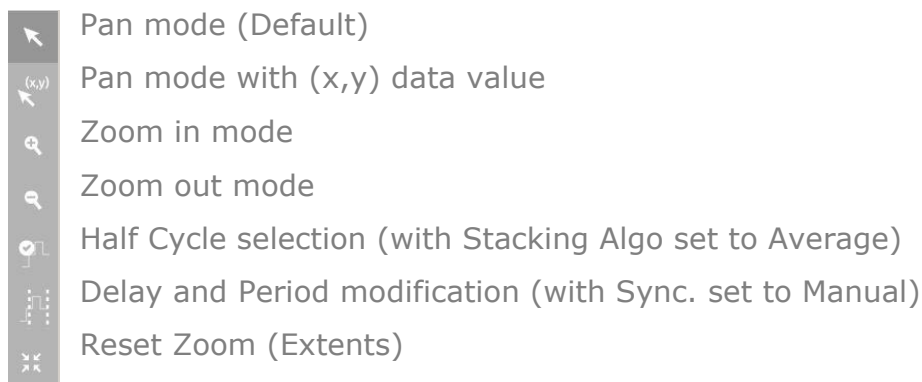 Pan mode (Default)
(x,y) Pan mode with (x,y) data value
Zoom in mode
Zoom out mode
Half Cycle selection (with Stacking Algo set to Average)
Delay and Period modification (with Sync. set to Manual)
Reset Zoom (Extents)